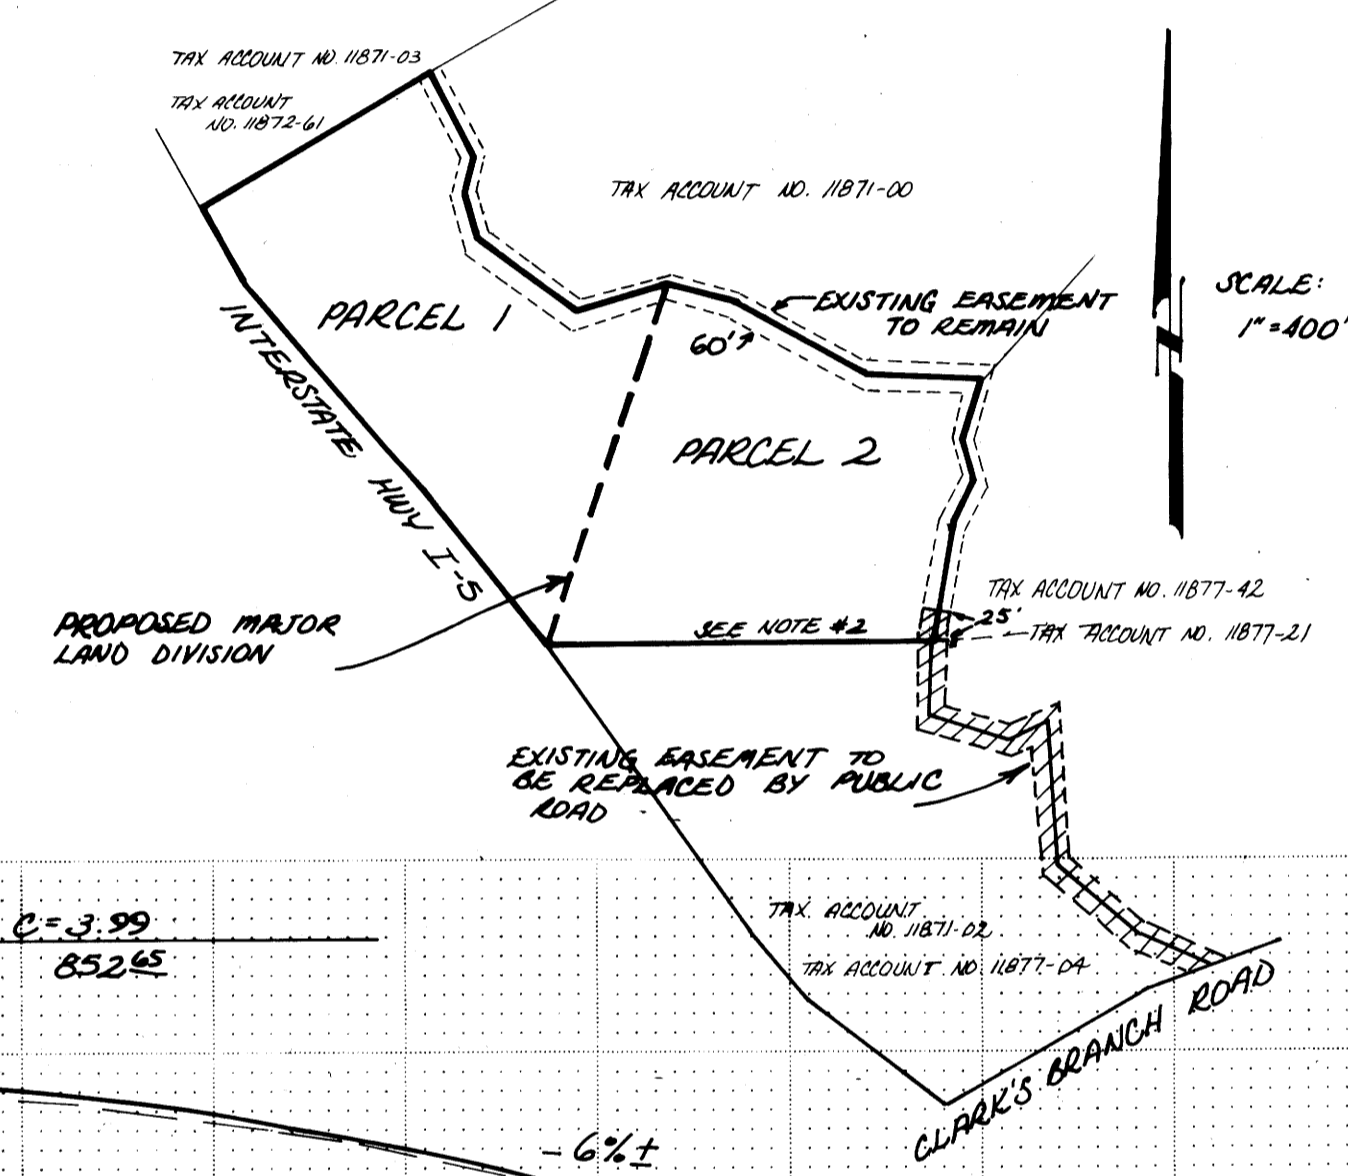 TAX ACCOUNT NO. 11871-03
TAX ACCOUNT
NO. 11872-61
TAX ACCOUNT NO. 11871-00
SCALE:
1" = 400'
PARCEL 1
EXISTING EASEMENT
TO REMAIN
60'
INTERSTATE HWY I-5
PARCEL 2
TAX ACCOUNT NO. 11877-42
25'
TAX ACCOUNT NO. 11877-21
PROPOSED MAJOR
LAND DIVISION
SEE NOTE #2
EXISTING EASEMENT TO
BE REPLACED BY PUBLIC
ROAD
C = 3.99
852.65
TAX ACCOUNT
NO. 11871-02
TAX ACCOUNT NO. 11877-04
CLARK'S BRANCH ROAD
-6% ±